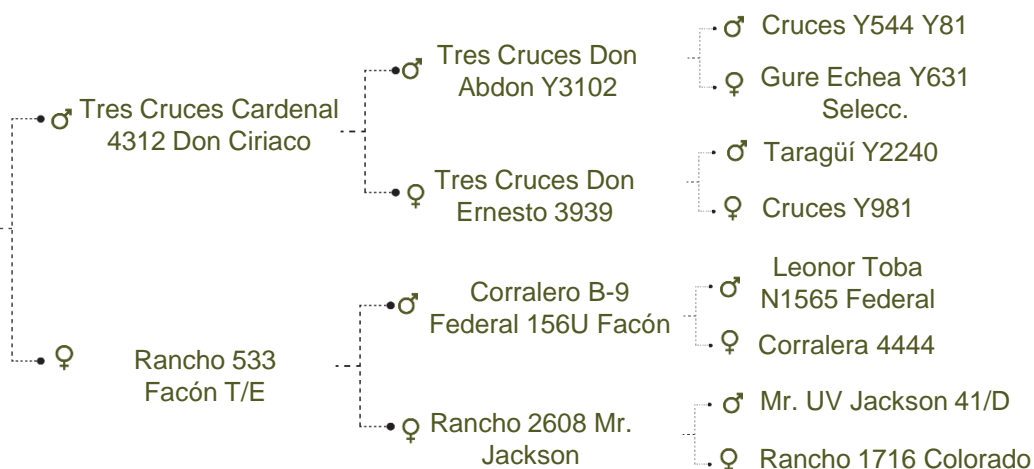 Tres Cruces Cardenal
4312 Don Ciriaco
Rancho 533
Facón T/E
Tres Cruces Don
Abdon Y3102
Tres Cruces Don
Ernesto 3939
Corralero B-9
Federal 156U Facón
Rancho 2608 Mr.
Jackson
Cruces Y544 Y81
Gure Echea Y631
Selecc.
Taragüí Y2240
Cruces Y981
Leonor Toba
N1565 Federal
Corralera 4444
Mr. UV Jackson 41/D
Rancho 1716 Colorado